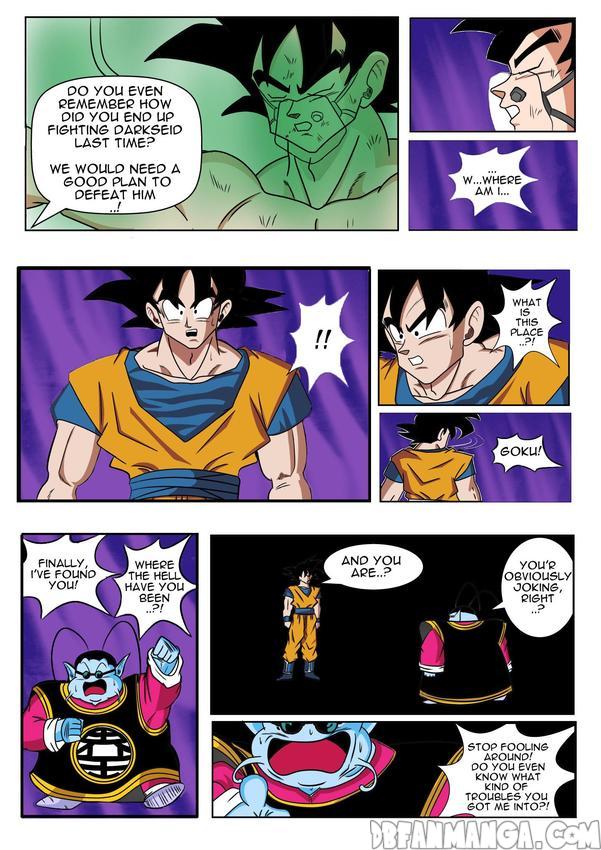 DO YOU EVEN
REMEMBER HOW
DID YOU END UP
FIGHTING DARKSEID
LAST TIME?
WE WOULD NEED A
GOOD PLAN TO
DEFEAT HIM
..!
...
W...WHERE
AM I...
!!
WHAT
IS
THIS
PLACE
..?!
GOKU!
FINALLY,
I'VE FOUND
YOU!
WHERE
THE HELL
HAVE YOU
BEEN
..?!
AND YOU
ARE..?
YOU'R
OBVIOUSLY
JOKING,
RIGHT
..?
STOP FOOLING
AROUND!
DO YOU EVEN
KNOW WHAT
KIND OF
TROUBLES YOU
GOT ME INTO?!
DBFANMANGA.COM